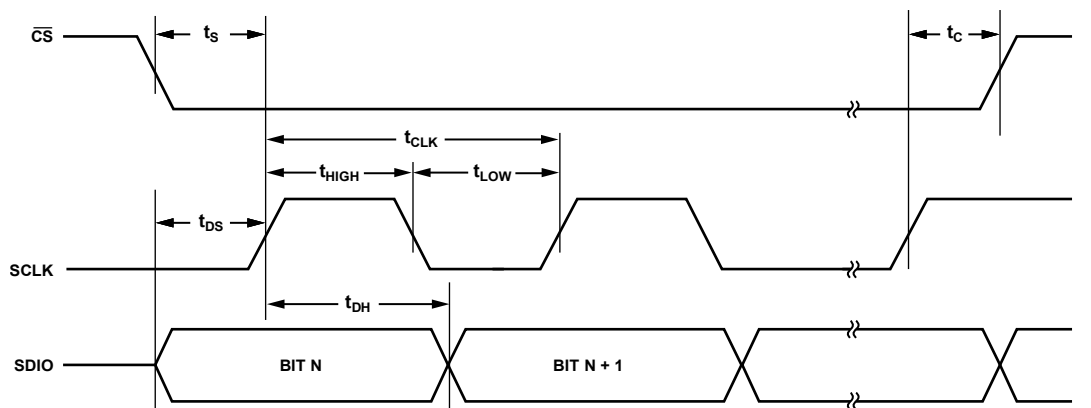 CS
tS
tC
tCLK
tHIGH
tLOW
tDS
SCLK
tDH
SDIO
BIT N
BIT N + 1